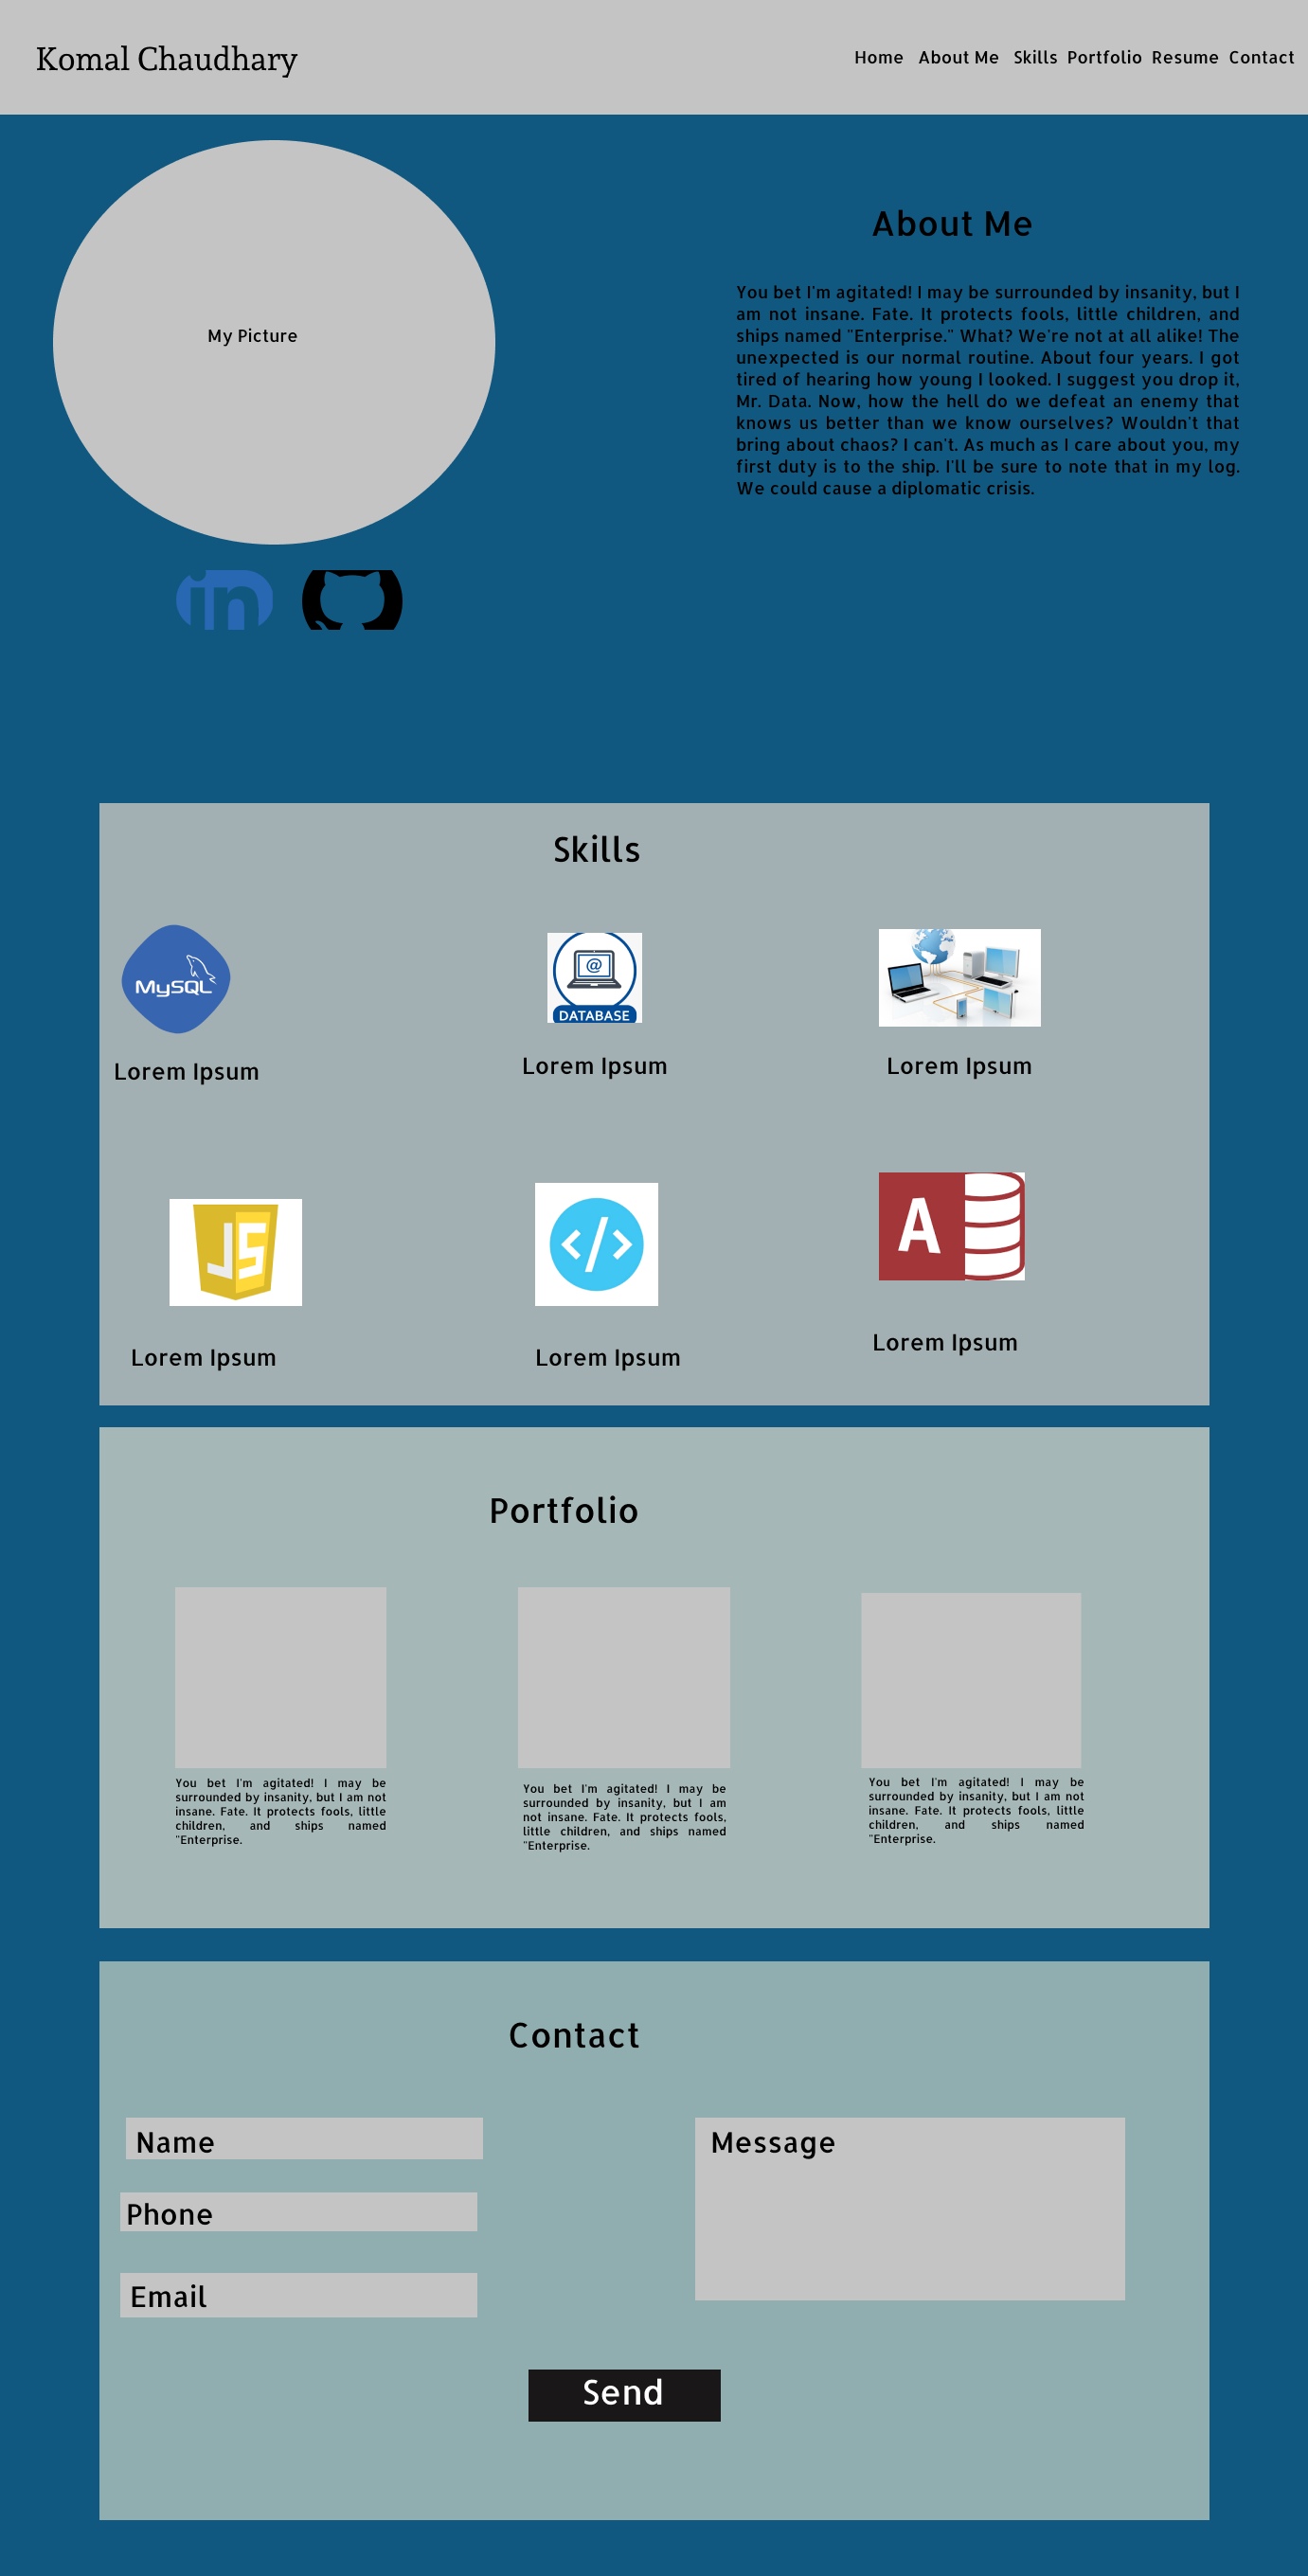 Komal Chaudhary
Home About Me Skills Portfolio Resume Contact
My Picture
About Me
You bet I'm agitated! I may be surrounded by insanity, but I
am not insane. Fate. It protects fools, little children, and
ships named "Enterprise." What? We're not at all alike! The
unexpected is our normal routine. About four years. I got
tired of hearing how young I looked. I suggest you drop it,
Mr. Data. Now, how the hell do we defeat an enemy that
knows us better than we know ourselves? Wouldn't that
bring about chaos? I can't. As much as I care about you, my
first duty is to the ship. I'll be sure to note that in my log.
We could cause a diplomatic crisis.
in
Skills
MySQL
@
DATABASE
Lorem Ipsum
Lorem Ipsum
Lorem Ipsum
JS
</>
A
Lorem Ipsum
Lorem Ipsum
Lorem Ipsum
Portfolio
You bet I'm agitated! I may be
surrounded by insanity, but I am not
insane. Fate. It protects fools, little
children, and ships named
"Enterprise.
You bet I'm agitated! I may be
surrounded by insanity, but I am
not insane. Fate. It protects fools,
little children, and ships named
"Enterprise.
You bet I'm agitated! I may be
surrounded by insanity, but I am not
insane. Fate. It protects fools, little
children, and ships named
"Enterprise.
Contact
Name
Phone
Email
Message
Send